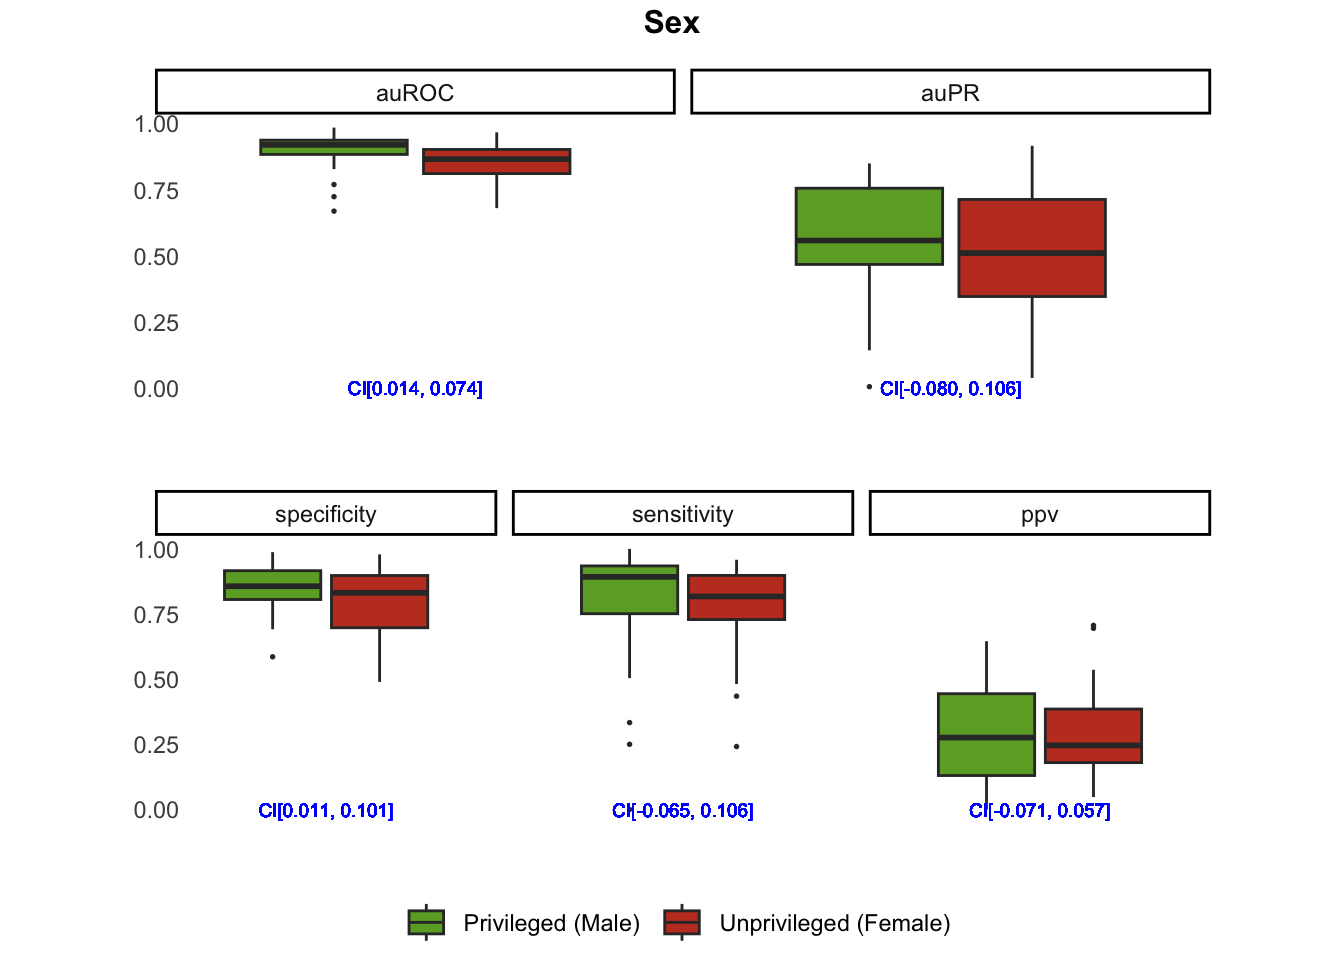 Sex
auROC
auPR
1.00
0.75
0.50
0.25
0.00
CI[0.014, 0.074]
CI[-0.080, 0.106]
specificity
sensitivity
ppv
1.00
0.75
0.50
0.25
0.00
CI[0.011, 0.101]
CI[-0.065, 0.106]
CI[-0.071, 0.057]
Privileged (Male)
Unprivileged (Female)